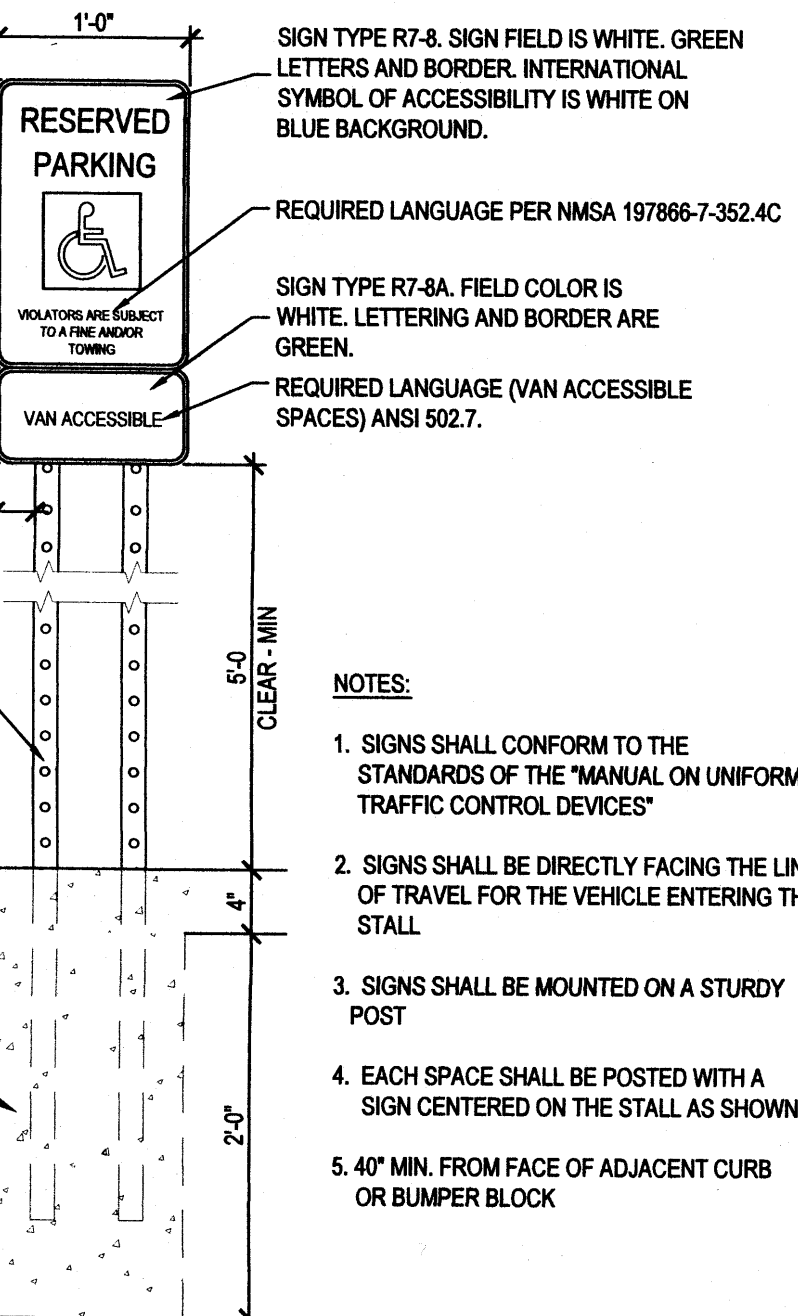 1'-0"
SIGN TYPE R7-8. SIGN FIELD IS WHITE. GREEN
LETTERS AND BORDER. INTERNATIONAL
SYMBOL OF ACCESSIBILITY IS WHITE ON
BLUE BACKGROUND.
RESERVED
PARKING
VIOLATORS ARE SUBJECT
TO A FINE AND/OR
TOWING
REQUIRED LANGUAGE PER NMSA 197866-7-352.4C
SIGN TYPE R7-8A. FIELD COLOR IS
WHITE. LETTERING AND BORDER ARE
GREEN.
VAN ACCESSIBLE
REQUIRED LANGUAGE (VAN ACCESSIBLE
SPACES) ANSI 502.7.
5'-0
CLEAR - MIN
4"
2'-0"
NOTES:
1. SIGNS SHALL CONFORM TO THE
STANDARDS OF THE "MANUAL ON UNIFORM
TRAFFIC CONTROL DEVICES"
2. SIGNS SHALL BE DIRECTLY FACING THE LIN
OF TRAVEL FOR THE VEHICLE ENTERING TH
STALL
3. SIGNS SHALL BE MOUNTED ON A STURDY
POST
4. EACH SPACE SHALL BE POSTED WITH A
SIGN CENTERED ON THE STALL AS SHOWN
5. 40" MIN. FROM FACE OF ADJACENT CURB
OR BUMPER BLOCK